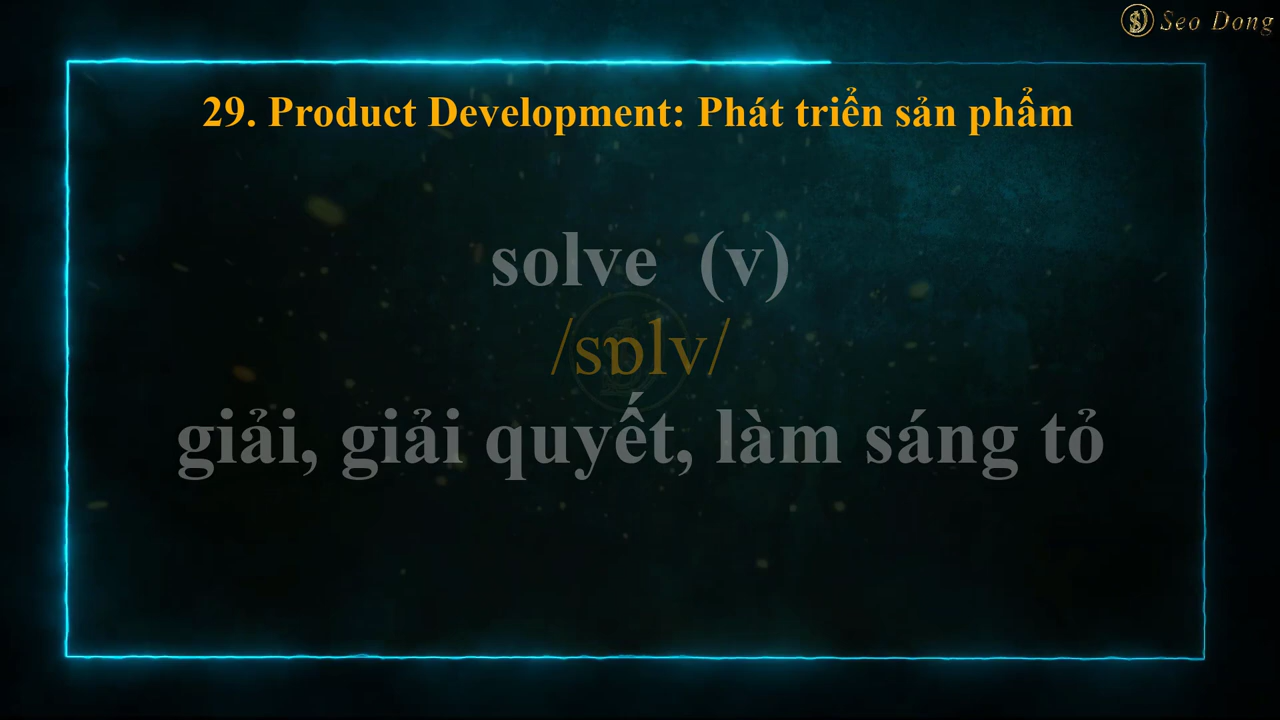 Seo Dong
29. Product Development: Phát triển sản phẩm
solve (v)
/sɒlv/
giải, giải quyết, làm sáng tỏ